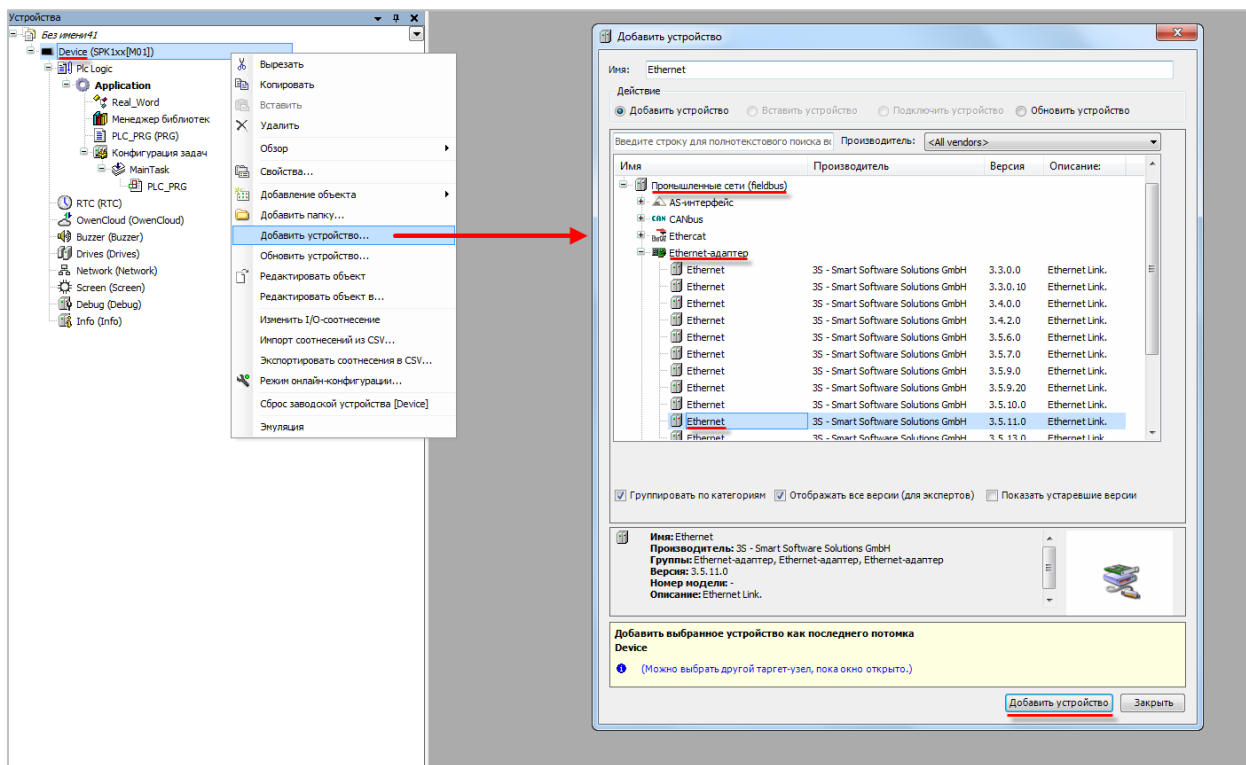 Устройства
Без имени41
Device (SPK1xx[M01])
Plc Logic
Application
Real_Word
Менеджер библиотек
PLC_PRG (PRG)
Конфигурация задач
MainTask
PLC_PRG
RTC (RTC)
OwenCloud (OwenCloud)
Buzzer (Buzzer)
Drives (Drives)
Network (Network)
Screen (Screen)
Debug (Debug)
Info (Info)
Вырезать
Копировать
Вставить
Удалить
Обзор
Свойства...
Добавление объекта
Добавить папку...
Добавить устройство...
Обновить устройство...
Редактировать объект
Редактировать объект в...
Изменить I/O-соотнесение
Импорт соотнесений из CSV...
Экспортировать соотнесения в CSV...
Режим онлайн-конфигурации...
Сброс заводской устройства [Device]
Эмуляция
Добавить устройство
Имя: Ethernet
Действие
Добавить устройство Вставить устройство Подключить устройство Обновить устройство
Введите строку для полнотекстового поиска во Производитель: <All vendors>
Имя Производитель Версия Описание:
Промышленные сети (fieldbus)
AS-интерфейс
CAN CANbus
Ethercat
Ethernet-адаптер
Ethernet 3S - Smart Software Solutions GmbH 3.3.0.0 Ethernet Link.
Ethernet 3S - Smart Software Solutions GmbH 3.3.0.10 Ethernet Link.
Ethernet 3S - Smart Software Solutions GmbH 3.4.0.0 Ethernet Link.
Ethernet 3S - Smart Software Solutions GmbH 3.4.2.0 Ethernet Link.
Ethernet 3S - Smart Software Solutions GmbH 3.5.6.0 Ethernet Link.
Ethernet 3S - Smart Software Solutions GmbH 3.5.7.0 Ethernet Link.
Ethernet 3S - Smart Software Solutions GmbH 3.5.9.0 Ethernet Link.
Ethernet 3S - Smart Software Solutions GmbH 3.5.9.20 Ethernet Link.
Ethernet 3S - Smart Software Solutions GmbH 3.5.10.0 Ethernet Link.
Ethernet 3S - Smart Software Solutions GmbH 3.5.11.0 Ethernet Link.
Ethernet 3S - Smart Software Solutions GmbH 3.5.13.0 Ethernet Link.
Группировать по категориям Отображать все версии (для экспертов) Показать устаревшие версии
Имя: Ethernet
Производитель: 3S - Smart Software Solutions GmbH
Группы: Ethernet-адаптер, Ethernet-адаптер, Ethernet-адаптер
Версия: 3.5.11.0
Номер модели: -
Описание: Ethernet Link.
Добавить выбранное устройство как последнего потомка
Device
(Можно выбрать другой таргет-узел, пока окно открыто.)
Добавить устройство Закрыть